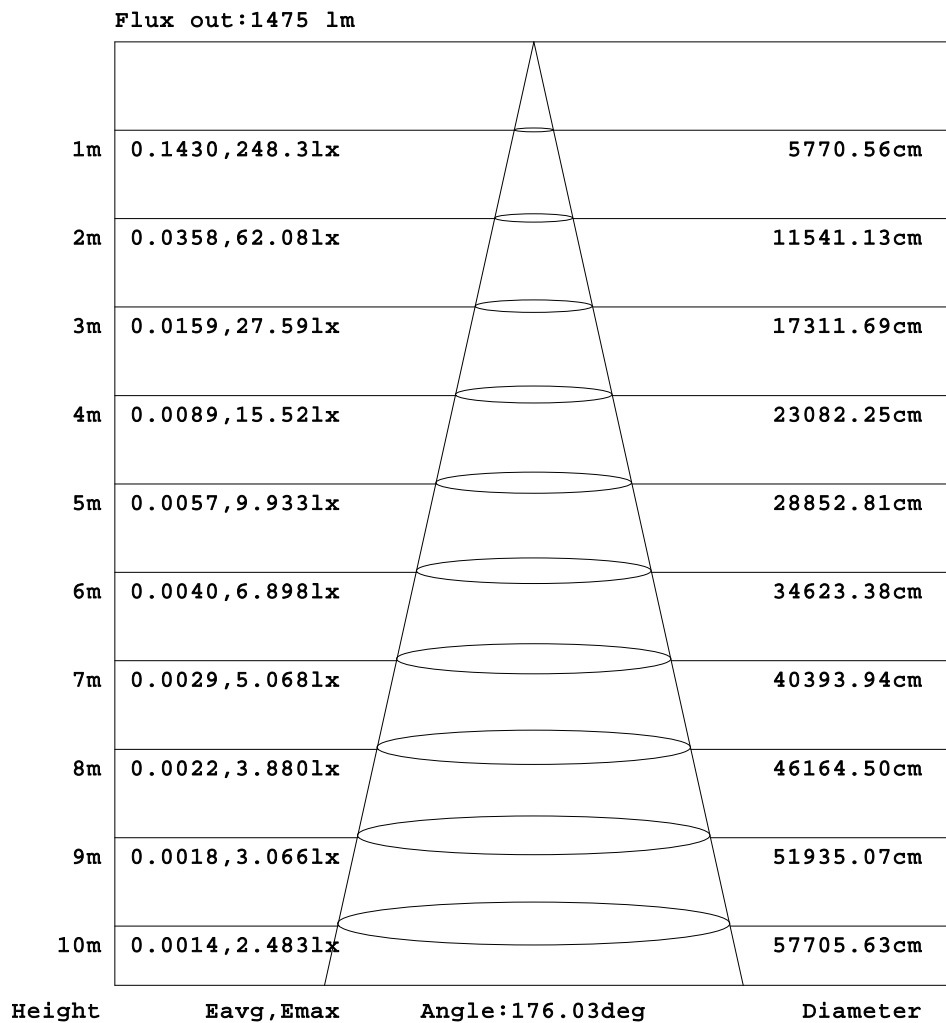 Flux out:1475 lm
1m 0.1430,248.3lx 5770.56cm
2m 0.0358,62.08lx 11541.13cm
3m 0.0159,27.59lx 17311.69cm
4m 0.0089,15.52lx 23082.25cm
5m 0.0057,9.933lx 28852.81cm
6m 0.0040,6.898lx 34623.38cm
7m 0.0029,5.068lx 40393.94cm
8m 0.0022,3.880lx 46164.50cm
9m 0.0018,3.066lx 51935.07cm
10m 0.0014,2.483lx 57705.63cm
Height Eavg,Emax Angle:176.03deg Diameter